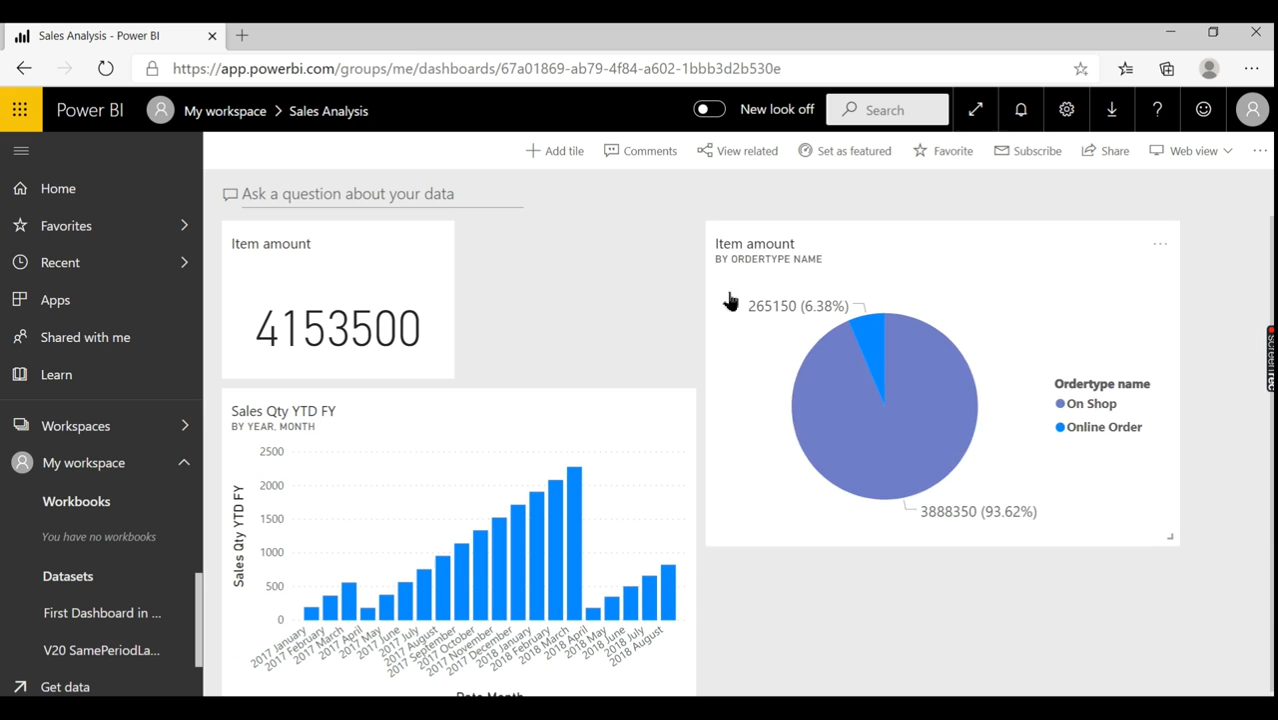 Sales Analysis - Power BI
https://app.powerbi.com/groups/me/dashboards/67a01869-ab79-4f84-a602-1bbb3d2b530e
Power BI My workspace > Sales Analysis New look off Search
Add tile Comments View related Set as featured Favorite Subscribe Share Web view
Home
Favorites
Recent
Apps
Shared with me
Learn
Workspaces
My workspace
Workbooks
You have no workbooks
Datasets
First Dashboard in ...
V20 SamePeriodLa...
Get data
Ask a question about your data
Item amount
4153500
Item amount
BY ORDERTYPE NAME
265150 (6.38%)
3888350 (93.62%)
Ordertype name
On Shop
Online Order
Sales Qty YTD FY
BY YEAR, MONTH
Sales Qty YTD FY
2500
2000
1500
1000
500
0
2017 January
2017 February
2017 March
2017 April
2017 May
2017 June
2017 July
2017 August
2017 September
2017 October
2017 November
2017 December
2018 January
2018 February
2018 March
2018 April
2018 May
2018 June
2018 July
2018 August
Date Month
screenrec